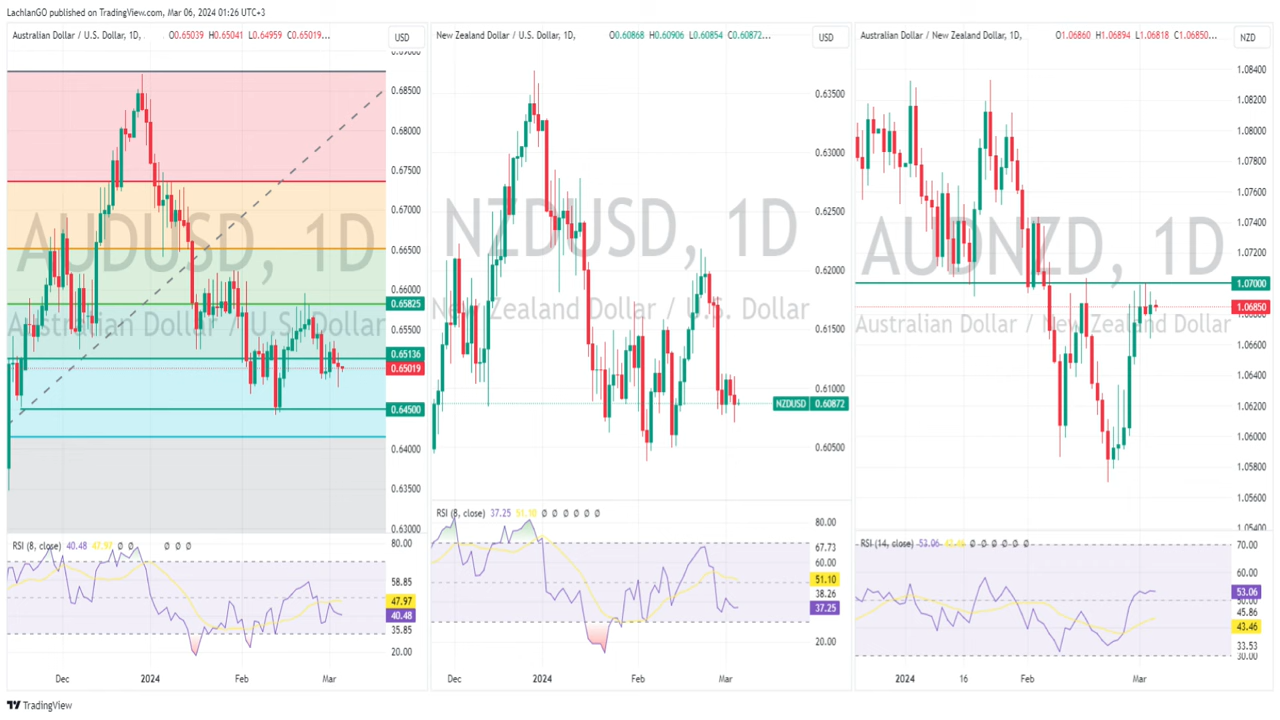 LachlanGO published on TradingView.com, Mar 06, 2024 01:26 UTC+3
Australian Dollar / U.S. Dollar, 1D, O0.65039 H0.65041 L0.64959 C0.65019...
USD
0.69000
0.68500
0.68000
0.67500
0.67000
0.66500
0.66000
0.65825
0.65500
0.65136
0.65019
0.64500
0.64000
0.63500
0.63000
AUDUSD, 1D
Australian Dollar / U.S. Dollar
RSI (8, close) 40.48 47.97 Ø Ø Ø Ø Ø
80.00
58.85
47.97
40.48
35.85
20.00
Dec 2024 Feb Mar
New Zealand Dollar / U.S. Dollar, 1D, O0.60868 H0.60906 L0.60854 C0.60872...
USD
0.63500
0.63000
0.62500
0.62000
0.61500
0.61000
NZDUSD 0.60872
0.60500
NZDUSD, 1D
New Zealand Dollar / U.S. Dollar
RSI (8, close) 37.25 51.10 Ø Ø Ø Ø Ø Ø
80.00
67.73
60.00
51.10
38.26
37.25
20.00
Dec 2024 Feb Mar
Australian Dollar / New Zealand Dollar, 1D, O1.06860 H1.06894 L1.06818 C1.06850...
NZD
1.08400
1.08200
1.08000
1.07800
1.07600
1.07400
1.07200
1.07000
1.06850
1.06600
1.06400
1.06200
1.06000
1.05800
1.05600
1.05400
AUDNZD, 1D
Australian Dollar / New Zealand Dollar
RSI (14, close) 53.06 43.46 Ø Ø Ø Ø Ø Ø
70.00
60.00
53.06
50.00
45.86
43.46
33.53
30.00
2024 16 Feb Mar
TradingView